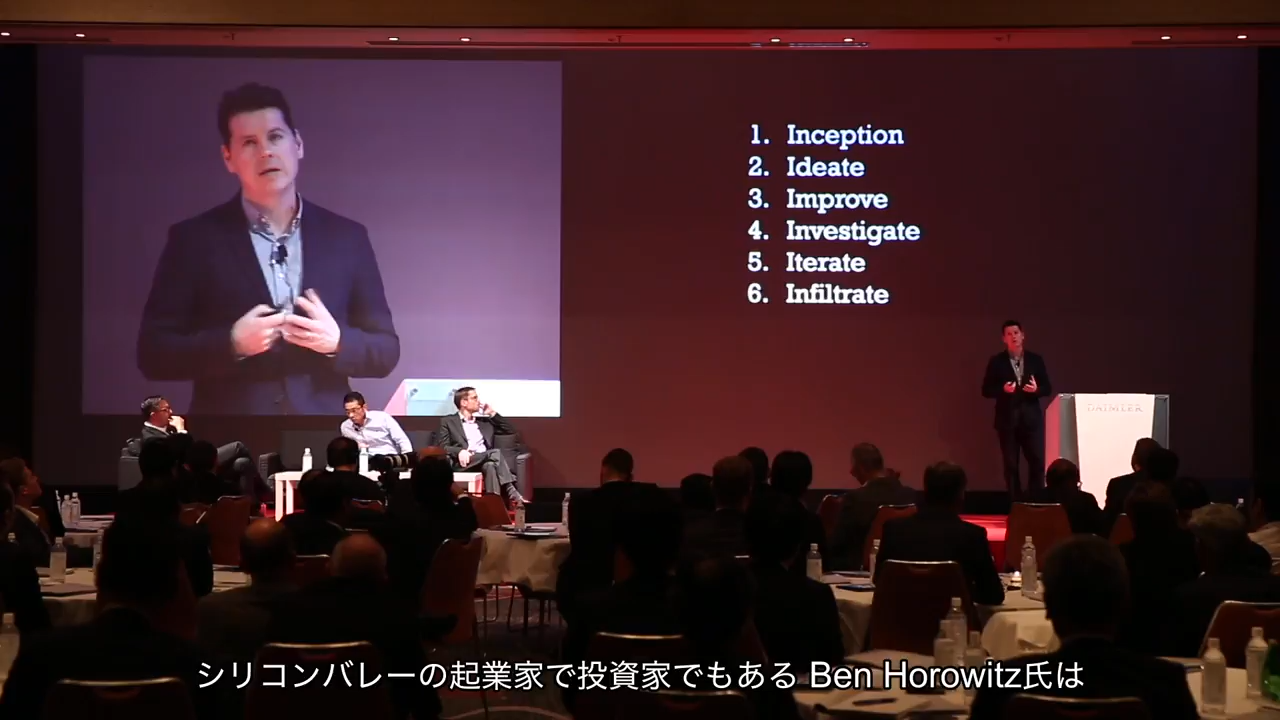 1. Inception
2. Ideate
3. Improve
4. Investigate
5. Iterate
6. Infiltrate
DAIMLER
シリコンバレーの起業家で投資家でもある Ben Horowitz氏は